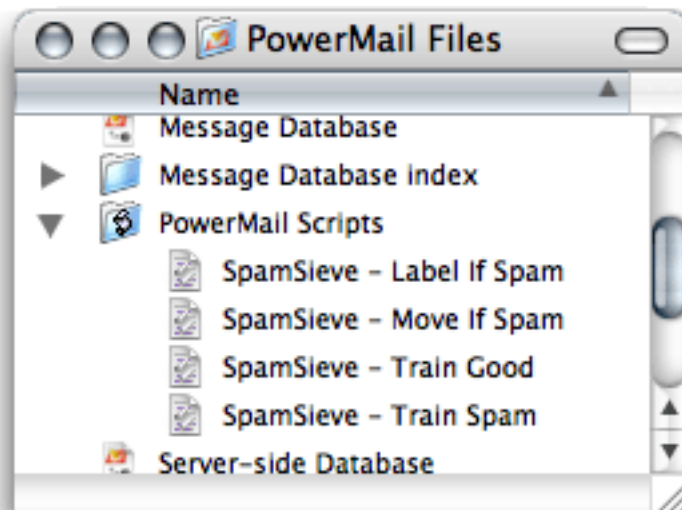 PowerMail Files
Name
Message Database
Message Database index
PowerMail Scripts
SpamSieve – Label If Spam
SpamSieve – Move If Spam
SpamSieve – Train Good
SpamSieve – Train Spam
Server-side Database